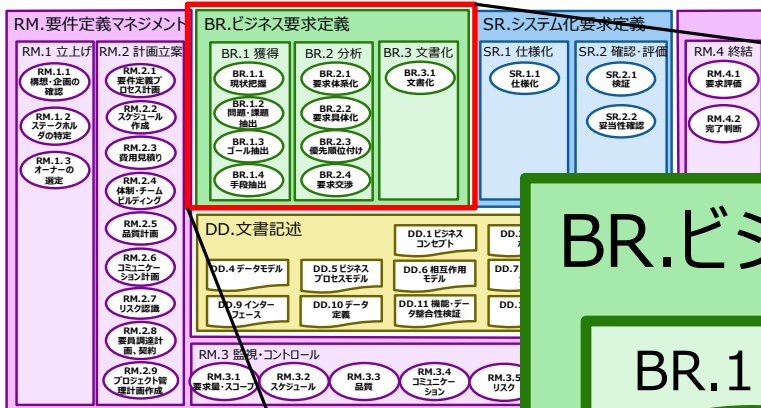 RM.要件定義マネジメント
RM.1 立上げ
RM.1.1
構想・企画の
確認
RM.1.2
ステークホル
ダの特定
RM.1.3
オーナーの
選定
RM.2 計画立案
RM.2.1
要件定義プ
ロセス計画
RM.2.2
スケジュール
作成
RM.2.3
費用見積り
RM.2.4
体制・チーム
ビルディング
RM.2.5
品質計画
RM.2.6
コミュニケー
ション計画
RM.2.7
リスク認識
RM.2.8
要員調達計
画、契約
RM.2.9
プロジェクト管
理計画作成
BR.ビジネス要求定義
BR.1 獲得
BR.1.1
現状把握
BR.1.2
問題・課題
抽出
BR.1.3
ゴール抽出
BR.1.4
手段抽出
BR.2 分析
BR.2.1
要求体系化
BR.2.2
要求具体化
BR.2.3
優先順位付け
BR.2.4
要求交渉
BR.3 文書化
BR.3.1
文書化
SR.システム化要求定義
SR.1 仕様化
SR.1.1
仕様化
SR.2 確認・評価
SR.2.1
検証
SR.2.2
妥当性確認
RM.4 終結
RM.4.1
要求評価
RM.4.2
完了判断
DD.文書記述
DD.1 ビジネス
コンセプト
DD.4 データモデル
DD.5 ビジネス
プロセスモデル
DD.6 相互作用
モデル
DD.7
DD.9 インター
フェース
DD.10 データ
定義
DD.11 機能・デー
タ整合性検証
RM.3 監視・コントロール
RM.3.1
要求量・スコープ
RM.3.2
スケジュール
RM.3.3
品質
RM.3.4
コミュニケー
ション
RM.3.5
リスク
BR.ビジ
BR.1